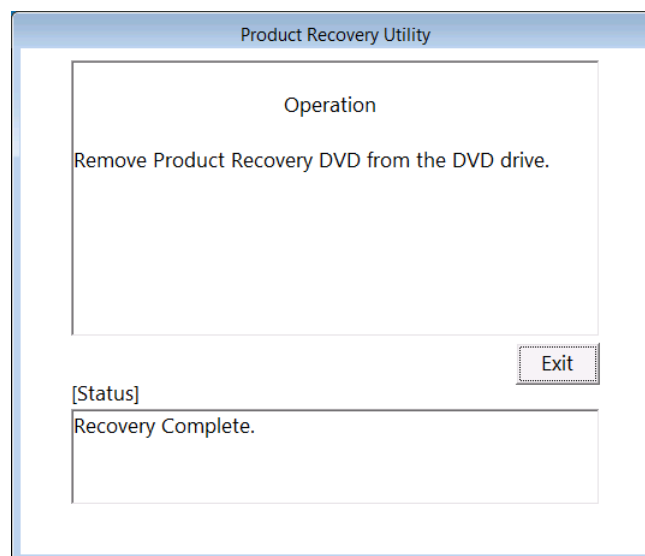 Product Recovery Utility
Operation
Remove Product Recovery DVD from the DVD drive.
Exit
[Status]
Recovery Complete.